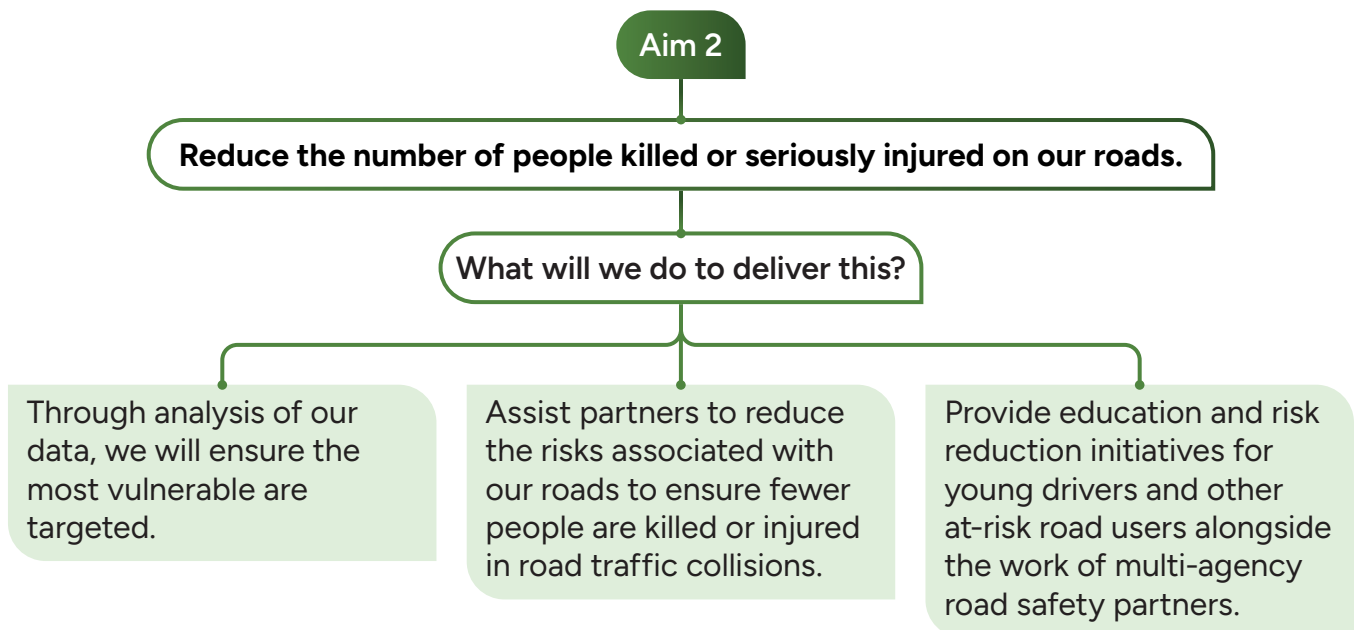 Aim 2
Reduce the number of people killed or seriously injured on our roads.
What will we do to deliver this?
Through analysis of our
data, we will ensure the
most vulnerable are
targeted.
Assist partners to reduce
the risks associated with
our roads to ensure fewer
people are killed or injured
in road traffic collisions.
Provide education and risk
reduction initiatives for
young drivers and other
at-risk road users alongside
the work of multi-agency
road safety partners.